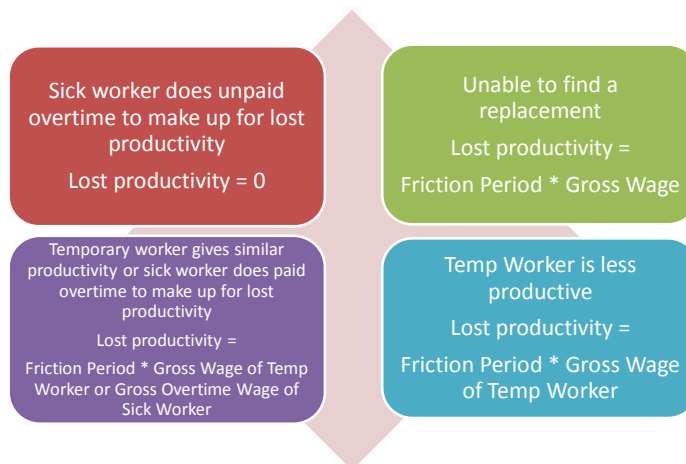 Sick worker does unpaid
overtime to make up for lost
productivity
Lost productivity = 0
Unable to find a
replacement
Lost productivity =
Friction Period * Gross Wage
Temporary worker gives similar
productivity or sick worker does paid
overtime to make up for lost
productivity
Lost productivity =
Friction Period * Gross Wage of Temp
Worker or Gross Overtime Wage of
Sick Worker
Temp Worker is less
productive
Lost productivity =
Friction Period * Gross Wage
of Temp Worker